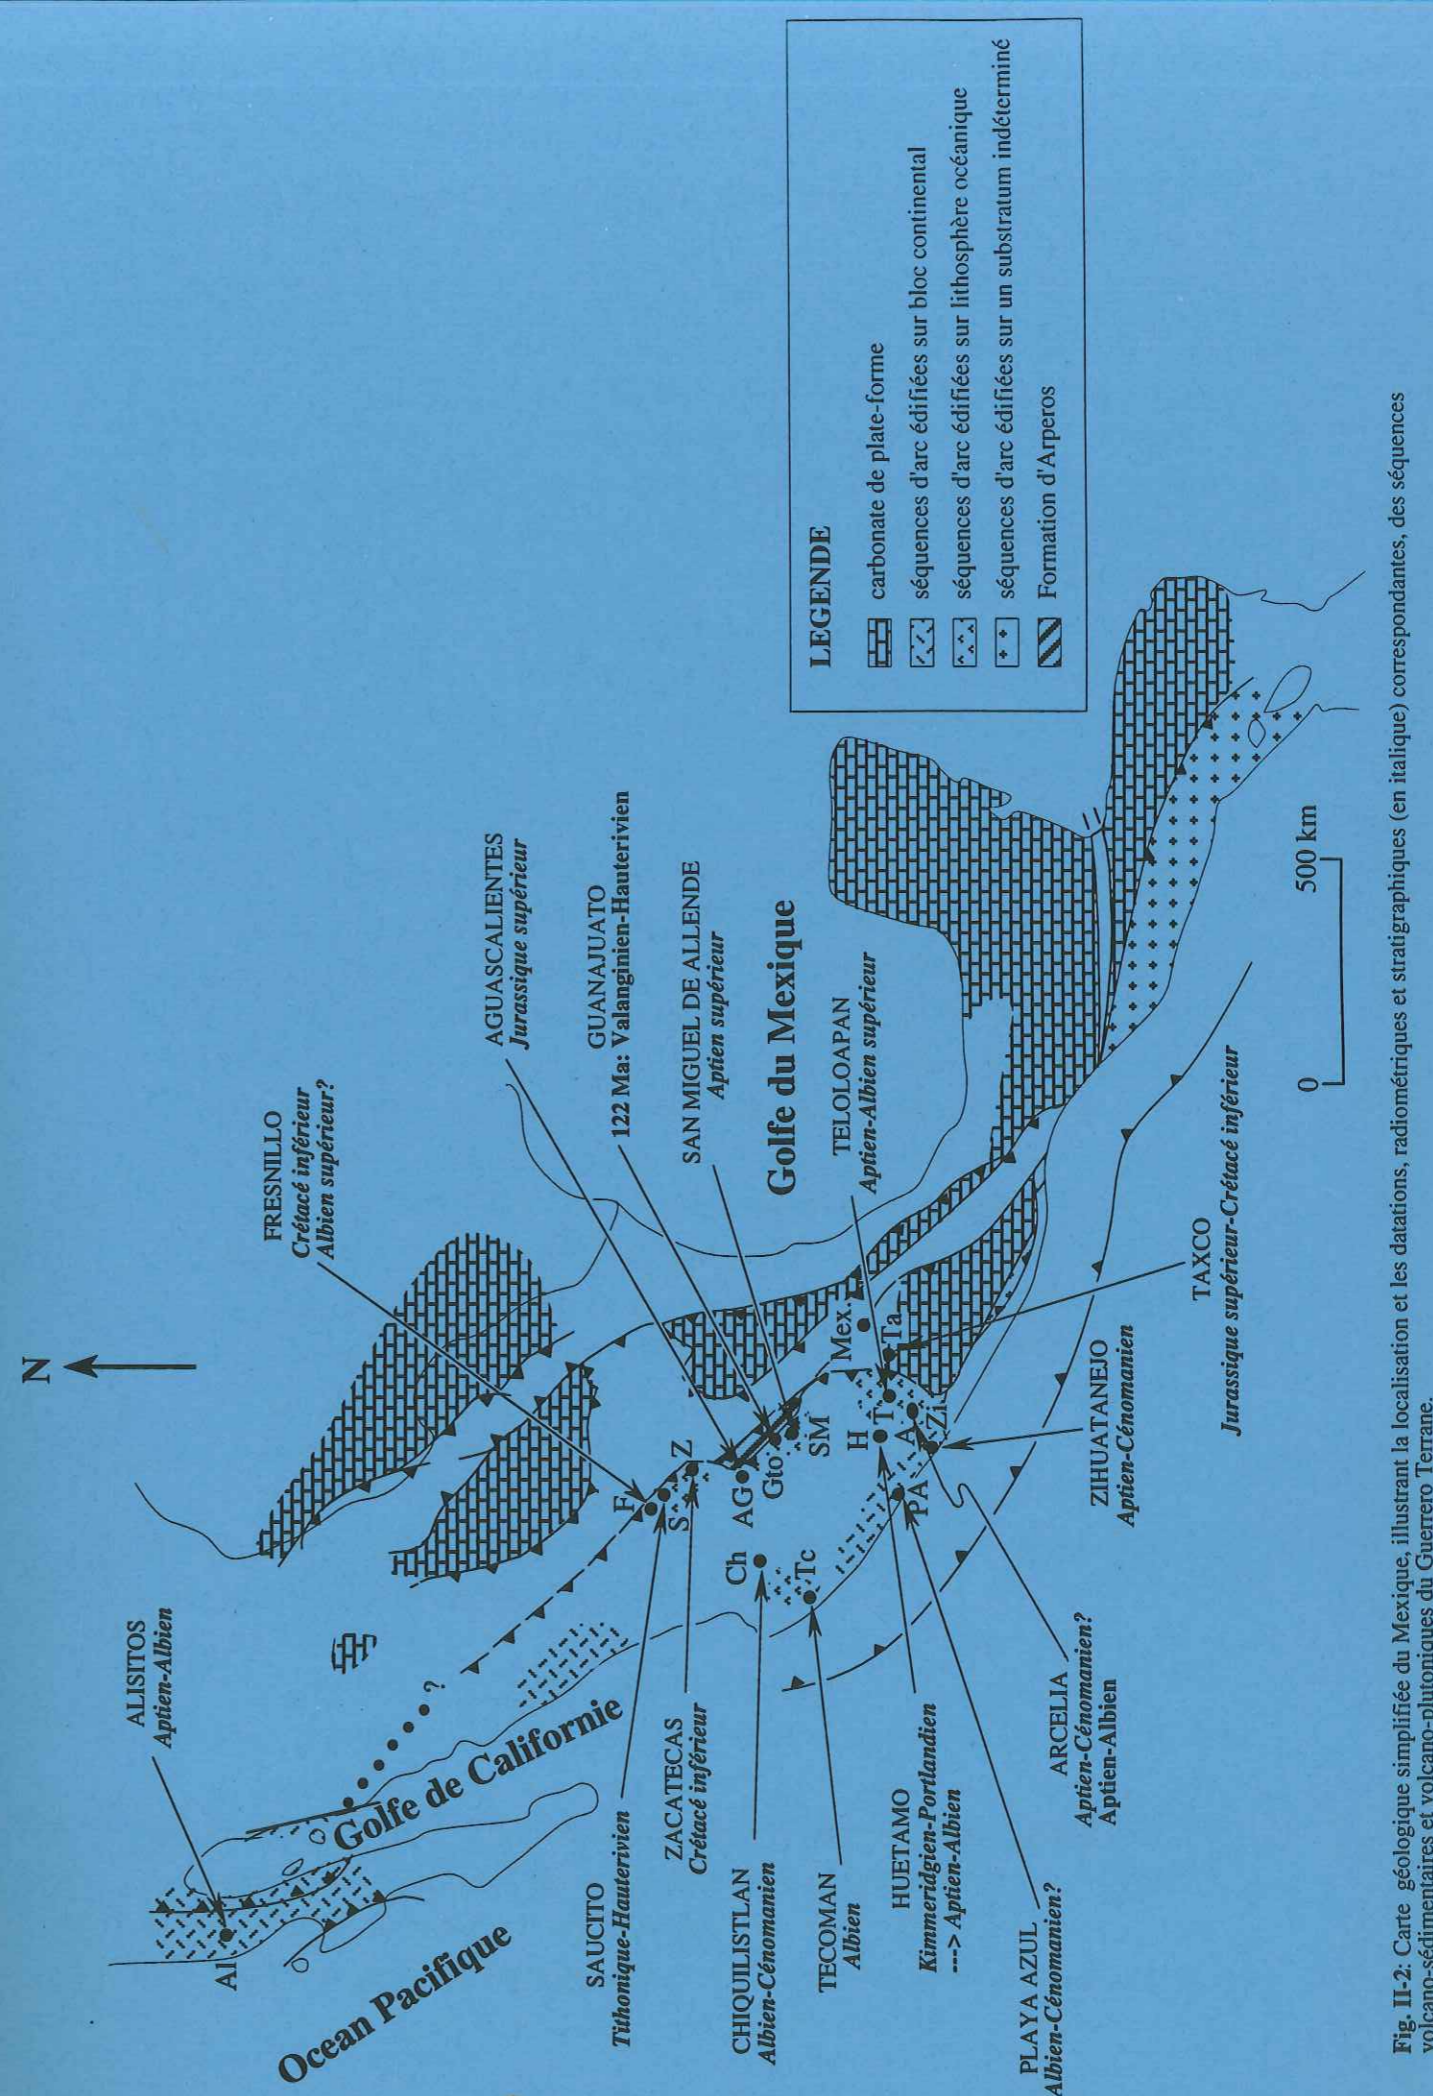 N
ALISITOS
Aptien-Albien
FRESNILLO
Crétacé inférieur
Albien supérieur?
AGUASCALIENTES
Jurassique supérieur
GUANAJUATO
122 Ma: Valanginien-Hauterivien
SAN MIGUEL DE ALLENDE
Aptien supérieur
Golfe du Mexique
TELOLOAPAN
Aptien-Albien supérieur
Al
Golfe de Californie
Ocean Pacifique
?
F
S
Z
AG
Gto
SM
Ch
Tc
Mex.
H
T
Ta
A
Zi
PA
SAUCITO
Tithonique-Hauterivien
ZACATECAS
Crétacé inférieur
CHIQUILISTLAN
Albien-Cénomanien
TECOMAN
Albien
HUETAMO
Kimmeridgien-Portlandien
---> Aptien-Albien
PLAYA AZUL
Albien-Cénomanien?
ARCELIA
Aptien-Cénomanien?
Aptien-Albien
ZIHUATANEJO
Aptien-Cénomanien
TAXCO
Jurassique supérieur-Crétacé inférieur
0 500 km
LEGENDE
carbonate de plate-forme
séquences d'arc édifiées sur bloc continental
séquences d'arc édifiées sur lithosphère océanique
séquences d'arc édifiées sur un substratum indéterminé
Formation d'Arperos
Fig. II-2: Carte géologique simplifiée du Mexique, illustrant la localisation et les datations, radiométriques et stratigraphiques (en italique) correspondantes, des séquences
volcano-sédimentaires et volcano-plutoniques du Guerrero Terrane.